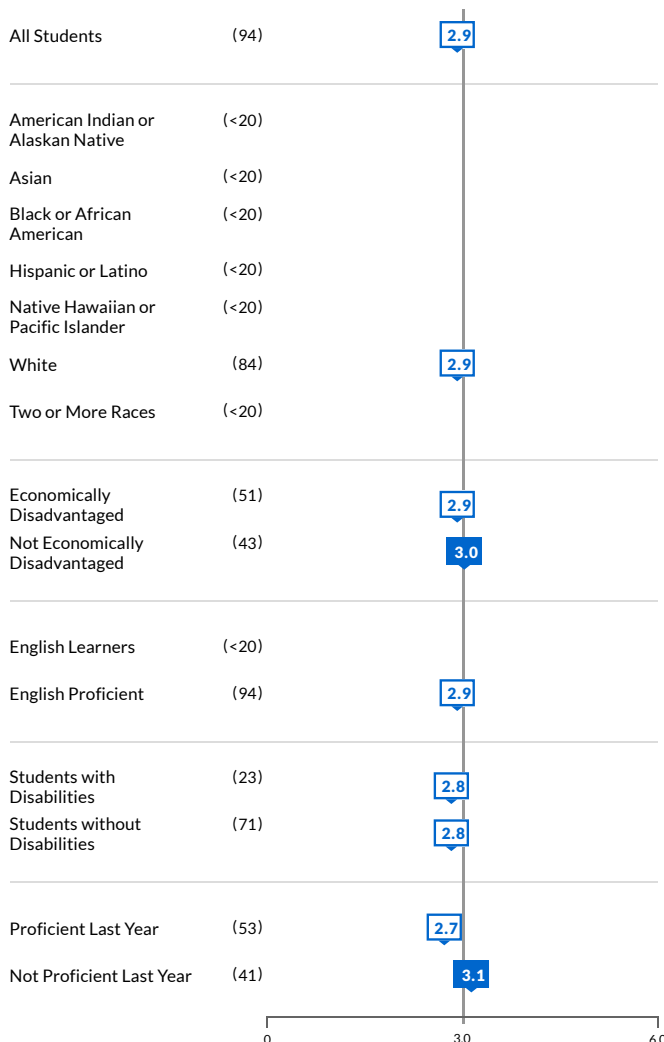 All Students (94) 2.9
American Indian or (<20)
Alaskan Native
Asian (<20)
Black or African (<20)
American
Hispanic or Latino (<20)
Native Hawaiian or (<20)
Pacific Islander
White (84) 2.9
Two or More Races (<20)
Economically (51) 2.9
Disadvantaged
Not Economically (43) 3.0
Disadvantaged
English Learners (<20)
English Proficient (94) 2.9
Students with (23) 2.8
Disabilities
Students without (71) 2.8
Disabilities
Proficient Last Year (53) 2.7
Not Proficient Last Year (41) 3.1
0 3.0 6.0